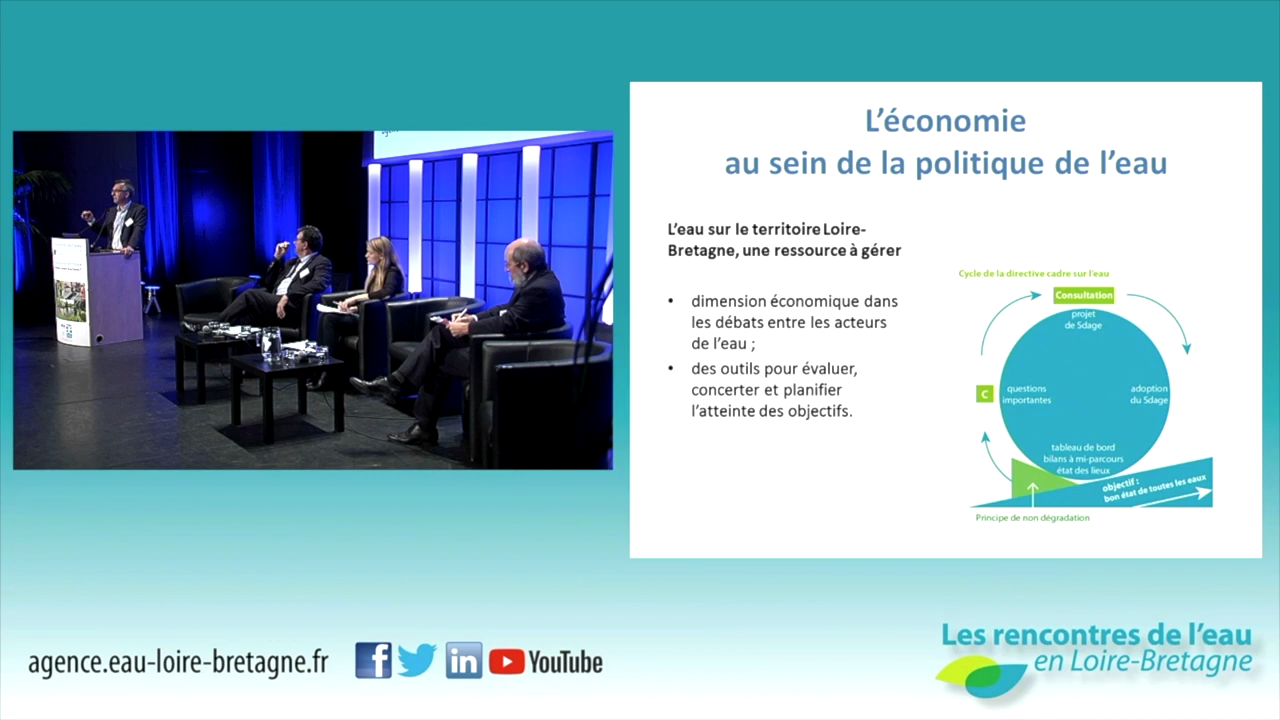 L'économie
au sein de la politique de l'eau
L'eau sur le territoire Loire-
Bretagne, une ressource à gérer
• dimension économique dans
les débats entre les acteurs
de l'eau ;
• des outils pour évaluer,
concerter et planifier
l'atteinte des objectifs.
Cycle de la directive cadre sur l'eau
Consultation
projet
de Sdage
C
questions
importantes
adoption
du Sdage
tableau de bord
bilans à mi-parcours
état des lieux
objectif :
bon état de toutes les eaux
Principe de non dégradation
agence.eau-loire-bretagne.fr
f
in
YouTube
Les rencontres de l'eau
en Loire-Bretagne